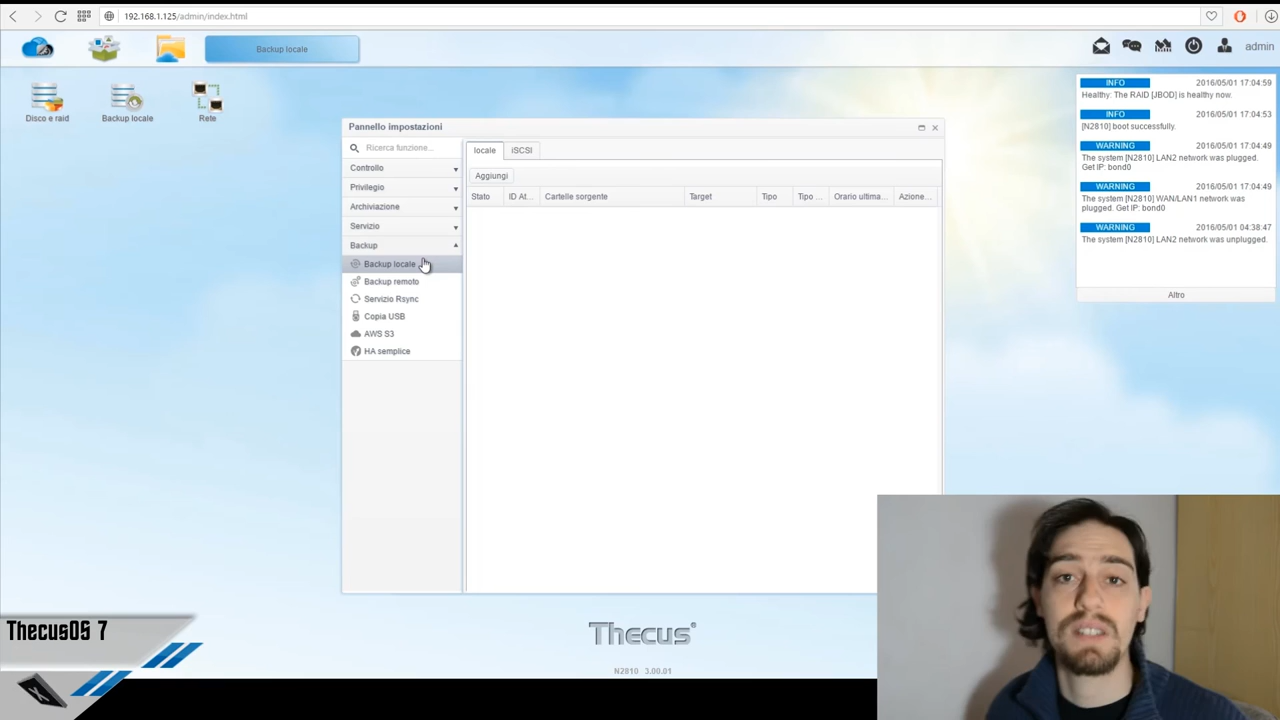 192.168.1.125/admin/index.html
Backup locale
admin
Disco e raid
Backup locale
Rete
Pannello impostazioni
Ricerca funzione...
Controllo
Privilegio
Archiviazione
Servizio
Backup
Backup locale
Backup remoto
Servizio Rsync
Copia USB
AWS S3
HA semplice
locale
iSCSI
Aggiungi
Stato
ID At...
Cartelle sorgente
Target
Tipo
Tipo ...
Orario ultima...
Azione...
INFO 2016/05/01 17:04:59
Healthy: The RAID [JBOD] is healthy now.
INFO 2016/05/01 17:04:53
[N2810] boot successfully.
WARNING 2016/05/01 17:04:49
The system [N2810] LAN2 network was plugged.
Get IP: bond0
WARNING 2016/05/01 17:04:49
The system [N2810] WAN/LAN1 network was
plugged. Get IP: bond0
WARNING 2016/05/01 04:38:47
The system [N2810] LAN2 network was unplugged.
Altro
Thecus®
N2810 3.00.01
ThecusOS 7
X